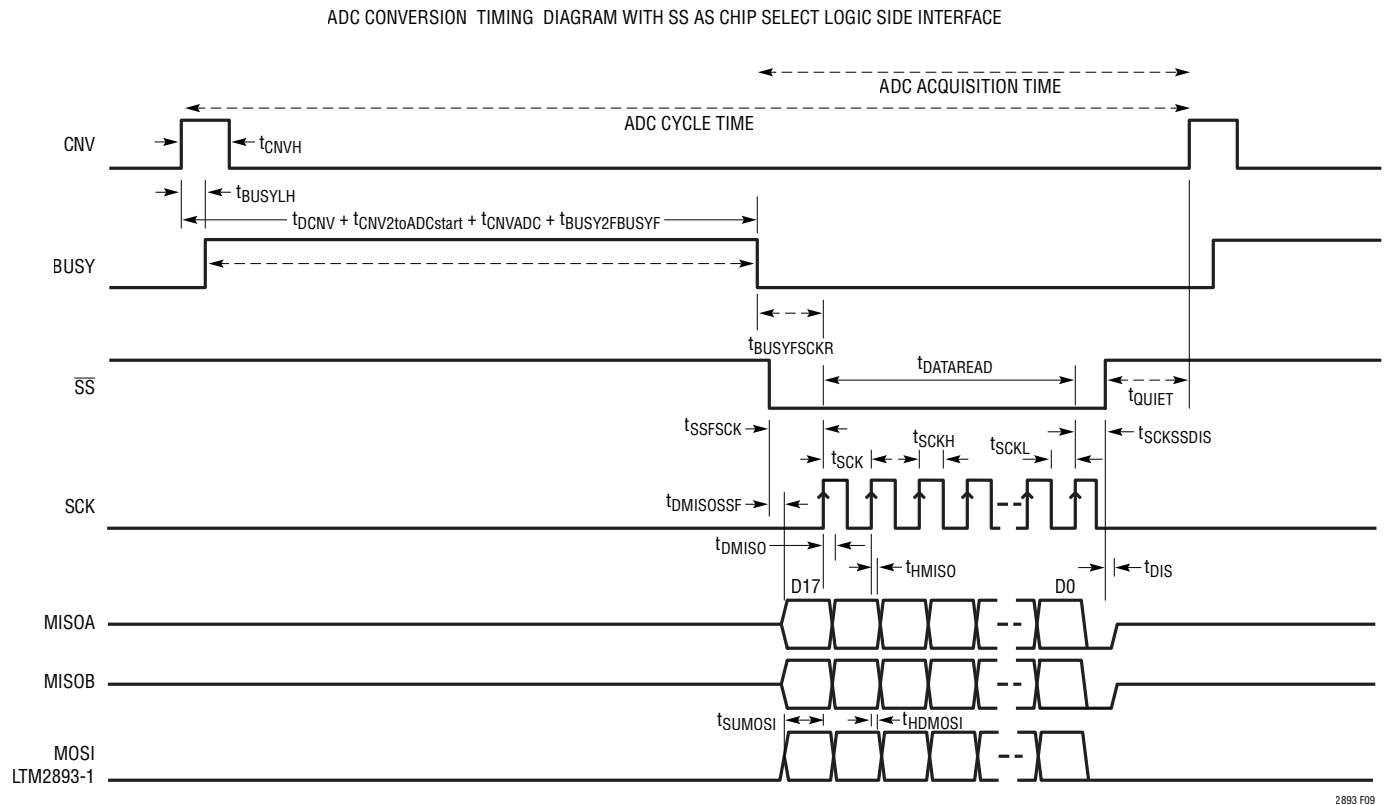 ADC CONVERSION TIMING DIAGRAM WITH SS AS CHIP SELECT LOGIC SIDE INTERFACE
ADC ACQUISITION TIME
ADC CYCLE TIME
CNV
tCNVH
tBUSYLH
tDCNV + tCNV2toADCstart + tCNVADC + tBUSY2FBUSYF
BUSY
tBUSYFSCKR
tDATAREAD
SS
tQUIET
tSSFSCK
tSCKH
tSCKL
tSCKSSDIS
tSCK
tDMISOSSF
SCK
tDMISO
tHMISO
tDIS
D17
D0
MISOA
MISOB
tSUMOSI
tHDMOSI
MOSI
LTM2893-1
2893 F09